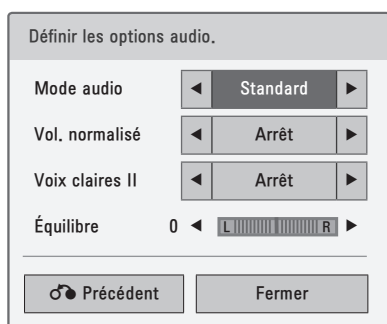 Définir les options audio.
Mode audio ◄ Standard ►
Vol. normalisé ◄ Arrêt ►
Voix claires II ◄ Arrêt ►
Équilibre 0 ◄ L R ►
Précédent Fermer